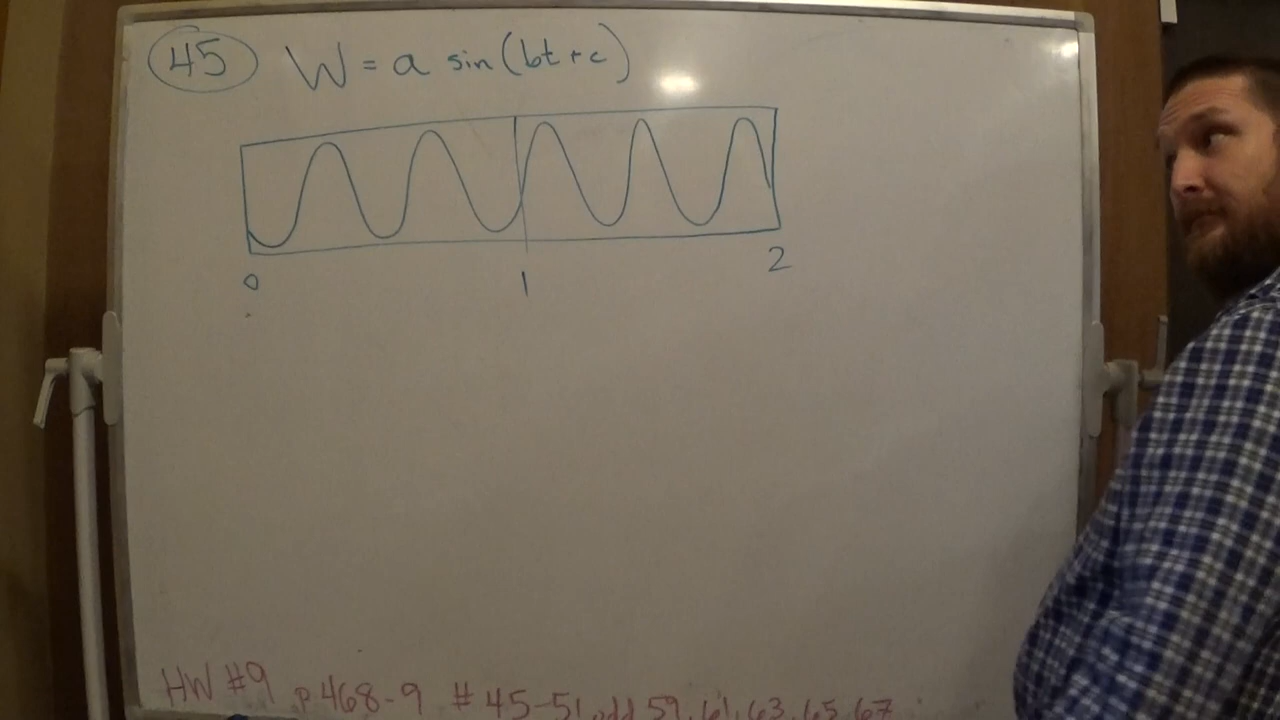 45 W = a sin(bt+c)
0 1 2
HW #9 p468-9 #45-51 odd 59, 61, 63, 65, 67